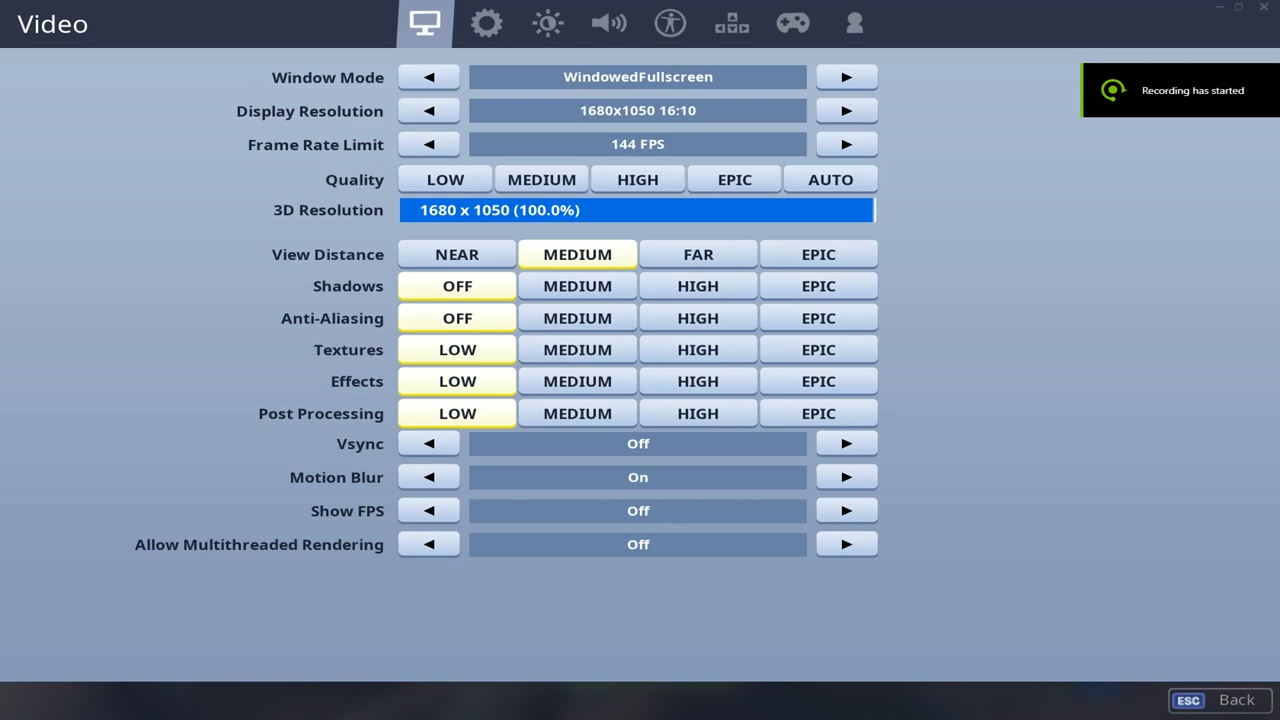 Video
Recording has started
Window Mode WindowedFullscreen
Display Resolution 1680x1050 16:10
Frame Rate Limit 144 FPS
Quality LOW MEDIUM HIGH EPIC AUTO
3D Resolution 1680 x 1050 (100.0%)
View Distance NEAR MEDIUM FAR EPIC
Shadows OFF MEDIUM HIGH EPIC
Anti-Aliasing OFF MEDIUM HIGH EPIC
Textures LOW MEDIUM HIGH EPIC
Effects LOW MEDIUM HIGH EPIC
Post Processing LOW MEDIUM HIGH EPIC
Vsync Off
Motion Blur On
Show FPS Off
Allow Multithreaded Rendering Off
ESC Back